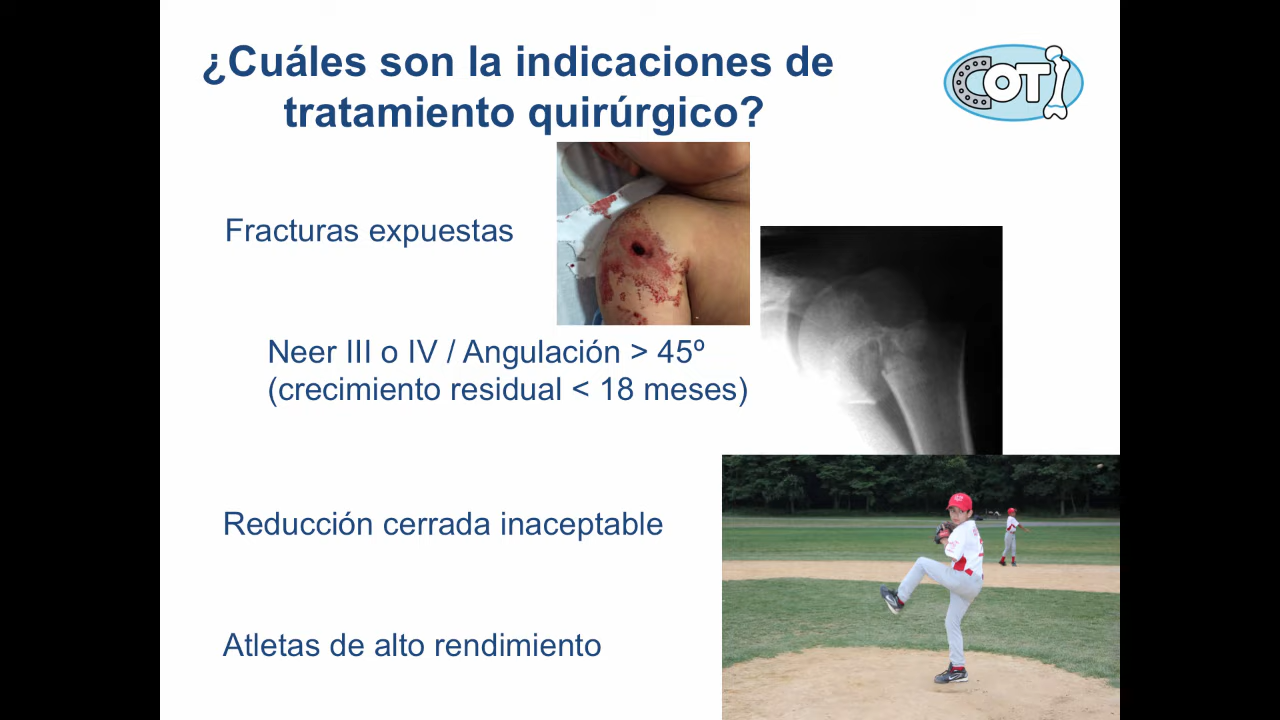 ¿Cuáles son la indicaciones de
tratamiento quirúrgico?
COTI
Fracturas expuestas
Neer III o IV / Angulación > 45º
(crecimiento residual < 18 meses)
Reducción cerrada inaceptable
Atletas de alto rendimiento